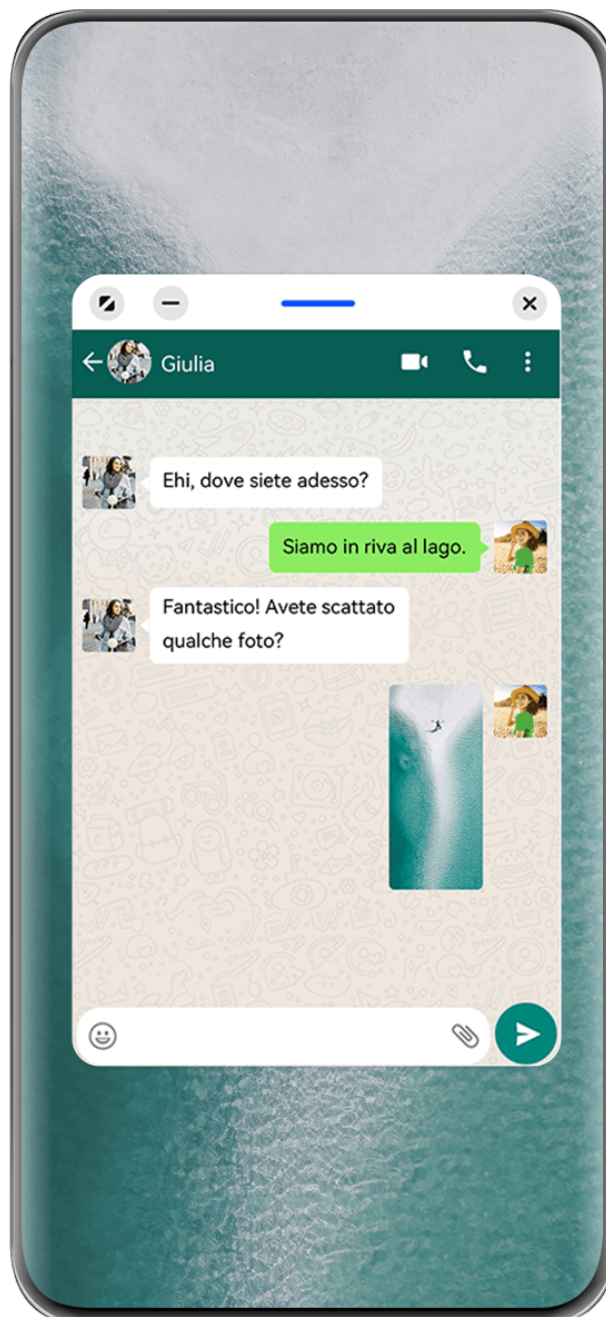 Giulia
Ehi, dove siete adesso?
Siamo in riva al lago.
Fantastico! Avete scattato
qualche foto?